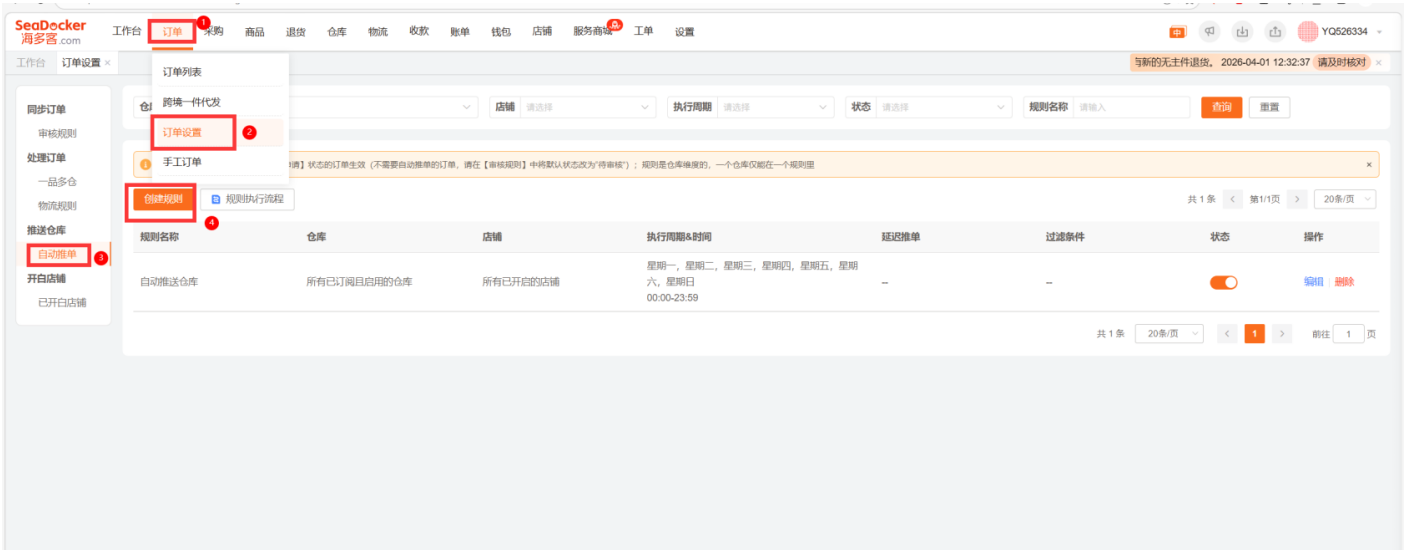 SeaDocker
海多客.com
工作台 订单 采购 商品 退货 仓库 物流 收款 账单 钱包 店铺 服务商城 工单 设置
1
中
YQ526334
工作台 订单设置 ×
有新的无主件退货。 2026-04-01 12:32:37 请及时核对 ×
订单列表
跨境一件代发
订单设置 2
手工订单
同步订单
审核规则
处理订单
一品多仓
物流规则
推送仓库
自动推单 3
开白店铺
已开白店铺
店铺 请选择 执行周期 请选择 状态 请选择 规则名称 请输入 查询 重置
请】状态的订单生效(不需要自动推单的订单,请在【审核规则】中将默认状态改为"待审核");规则是仓库维度的,一个仓库仅能在一个规则里 ×
创建规则 规则执行流程 共 1 条 < 第1/1页 > 20条/页
4
规则名称 仓库 店铺 执行周期&时间 延迟推单 过滤条件 状态 操作
自动推送仓库 所有已订阅且启用的仓库 所有已开启的店铺 星期一, 星期二, 星期三, 星期四, 星期五, 星期
六, 星期日
00:00-23:59
-- -- 编辑 删除
共 1 条 20条/页 < 1 > 前往 1 页